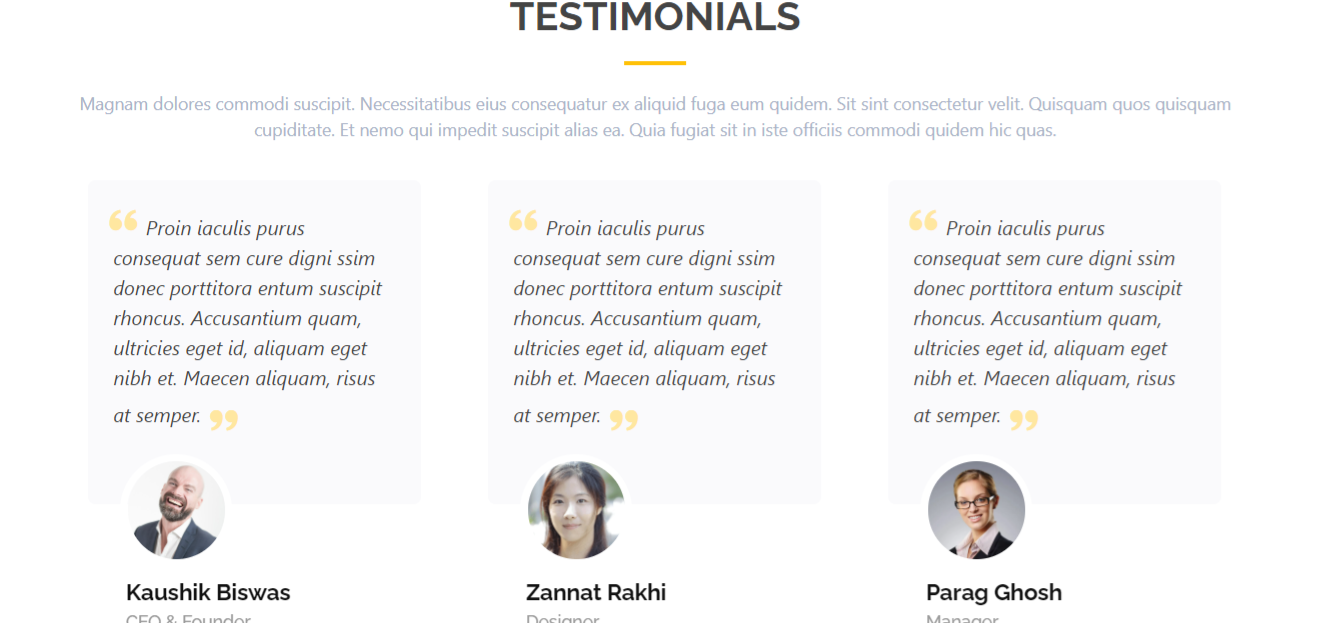 TESTIMONIALS
Magnam dolores commodi suscipit. Necessitatibus eius consequatur ex aliquid fuga eum quidem. Sit sint consectetur velit. Quisquam quos quisquam
cupiditate. Et nemo qui impedit suscipit alias ea. Quia fugiat sit in iste officiis commodi quidem hic quas.
“ Proin iaculis purus
consequat sem cure digni ssim
donec porttitora entum suscipit
rhoncus. Accusantium quam,
ultricies eget id, aliquam eget
nibh et. Maecen aliquam, risus
at semper. ”
Kaushik Biswas
CEO & Founder
“ Proin iaculis purus
consequat sem cure digni ssim
donec porttitora entum suscipit
rhoncus. Accusantium quam,
ultricies eget id, aliquam eget
nibh et. Maecen aliquam, risus
at semper. ”
Zannat Rakhi
Designer
“ Proin iaculis purus
consequat sem cure digni ssim
donec porttitora entum suscipit
rhoncus. Accusantium quam,
ultricies eget id, aliquam eget
nibh et. Maecen aliquam, risus
at semper. ”
Parag Ghosh
Manager